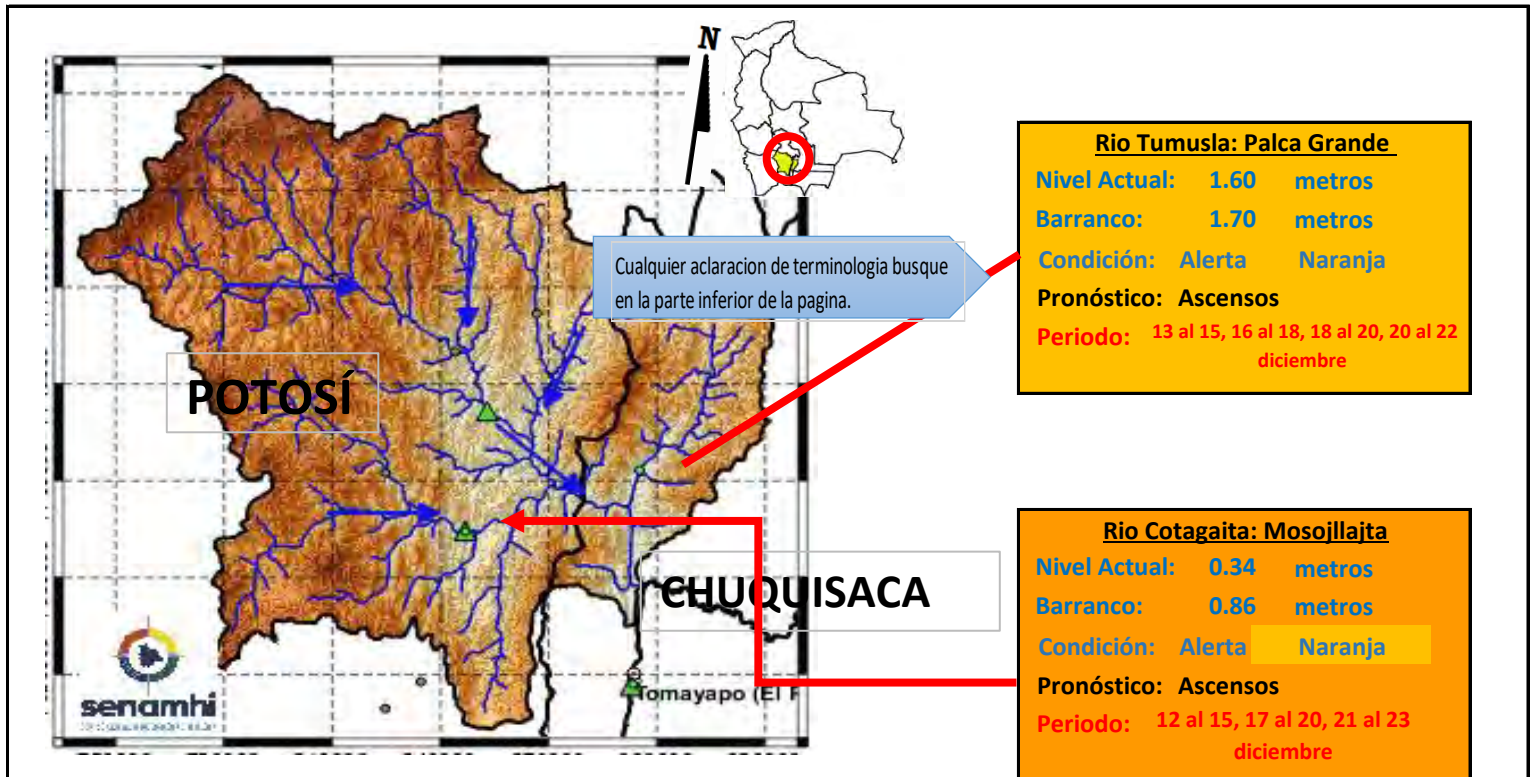 N
Cualquier aclaracion de terminologia busque
en la parte inferior de la pagina.
POTOSÍ
CHUQUISACA
senamhi
Tomayapo (El
Rio Tumusla: Palca Grande
Nivel Actual: 1.60 metros
Barranco: 1.70 metros
Condición: Alerta Naranja
Pronóstico: Ascensos
Periodo: 13 al 15, 16 al 18, 18 al 20, 20 al 22
diciembre
Rio Cotagaita: Mosojllajta
Nivel Actual: 0.34 metros
Barranco: 0.86 metros
Condición: Alerta Naranja
Pronóstico: Ascensos
Periodo: 12 al 15, 17 al 20, 21 al 23
diciembre